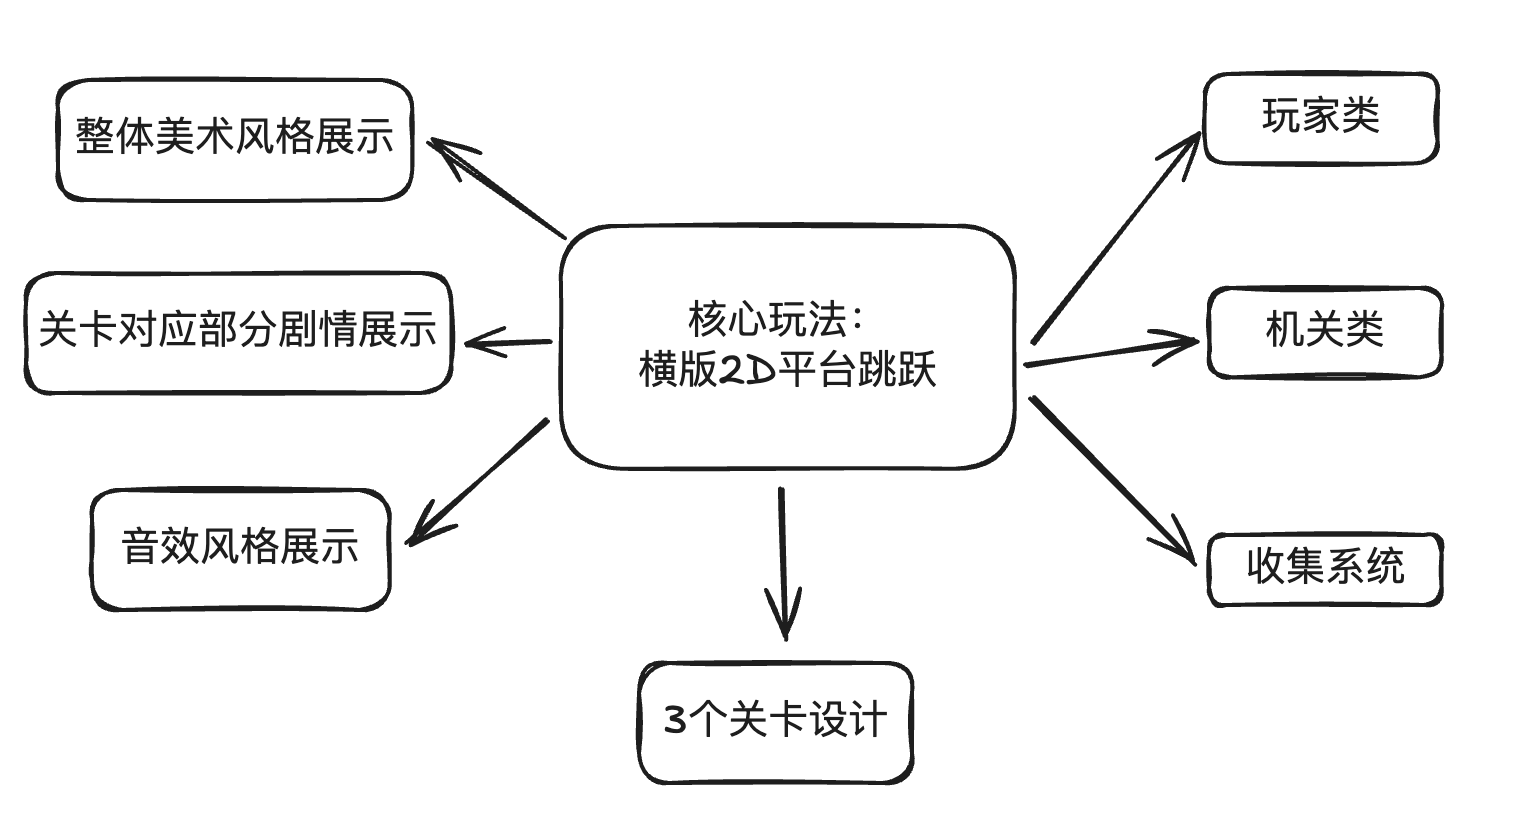 整体美术风格展示
关卡对应部分剧情展示
音效风格展示
核心玩法：
横版2D平台跳跃
3个关卡设计
玩家类
机关类
收集系统